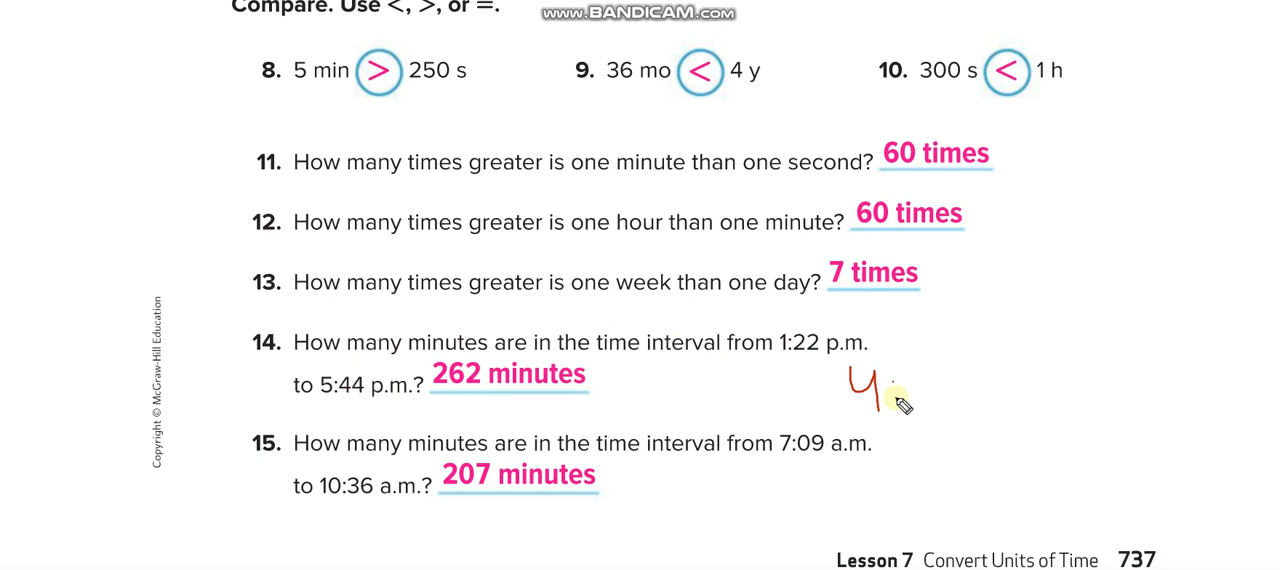 Compare. Use <, >, or =.
www.BANDICAM.com
8. 5 min > 250 s 9. 36 mo < 4 y 10. 300 s < 1 h
11. How many times greater is one minute than one second? 60 times
12. How many times greater is one hour than one minute? 60 times
13. How many times greater is one week than one day? 7 times
14. How many minutes are in the time interval from 1:22 p.m.
to 5:44 p.m.? 262 minutes
4:
15. How many minutes are in the time interval from 7:09 a.m.
to 10:36 a.m.? 207 minutes
Copyright © McGraw-Hill Education
Lesson 7 Convert Units of Time 737